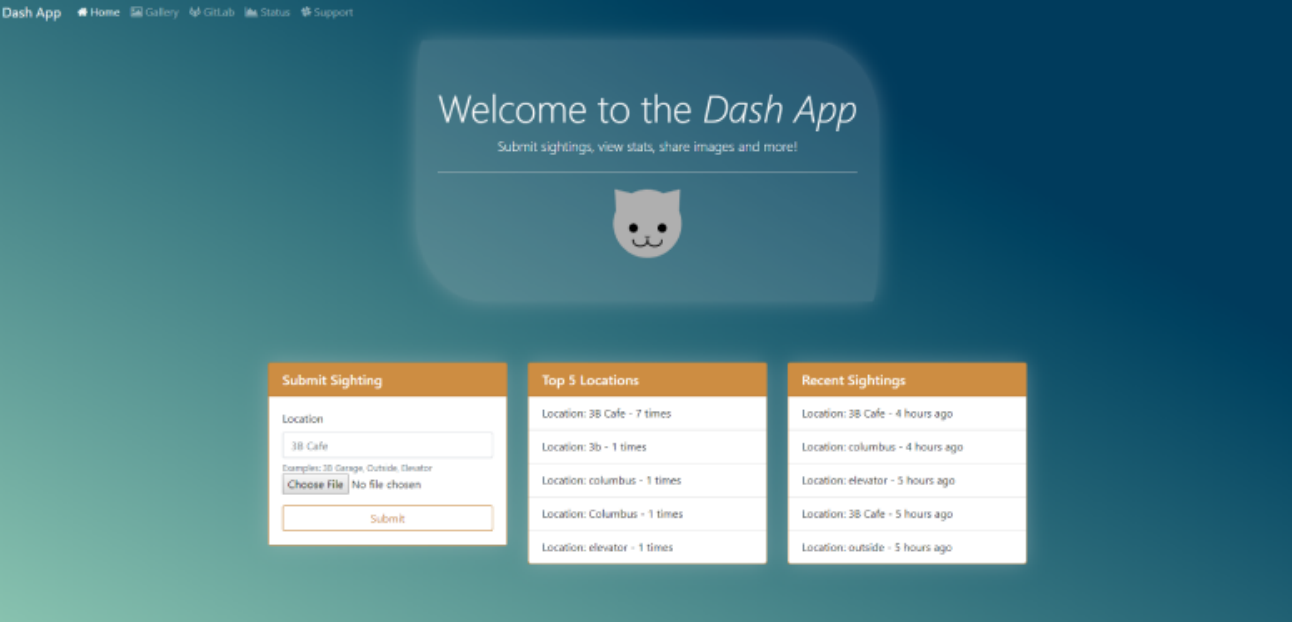 Dash App Home Gallery GitLab Status Support
Welcome to the Dash App
Submit sightings, view stats, share images and more!
Submit Sighting
Location
3B Cafe
Examples: 3B Garage, Outside, Elevator
Choose File No file chosen
Submit
Top 5 Locations
Location: 3B Cafe - 7 times
Location: 3b - 1 times
Location: columbus - 1 times
Location: Columbus - 1 times
Location: elevator - 1 times
Recent Sightings
Location: 3B Cafe - 4 hours ago
Location: columbus - 4 hours ago
Location: elevator - 5 hours ago
Location: 3B Cafe - 5 hours ago
Location: outside - 5 hours ago